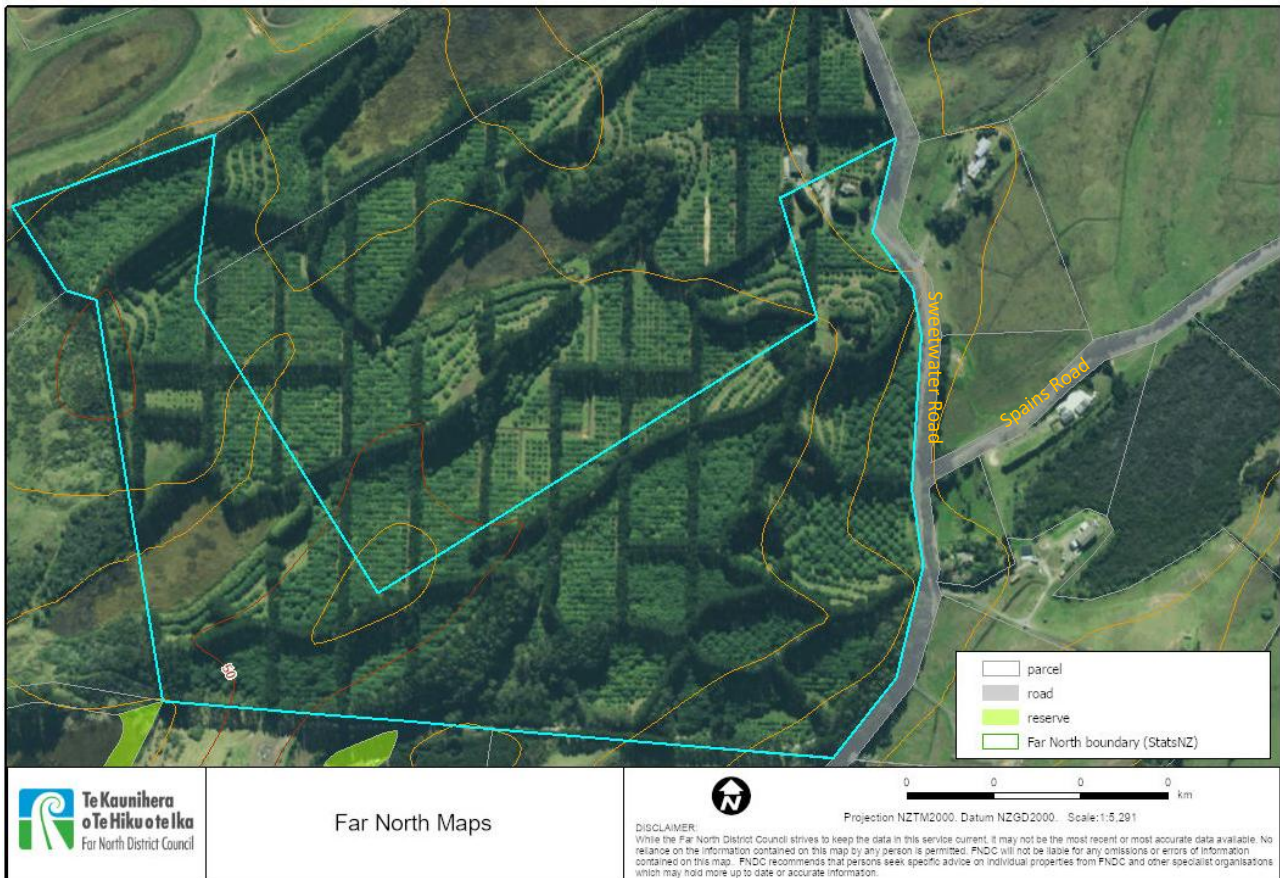 Sweetwater Road
Spains Road
50
parcel
road
reserve
Far North boundary (StatsNZ)
Te Kaunihera
o Te Hiku o te Ika
Far North District Council
Far North Maps
N
0 0 0 0
km
Projection NZTM2000. Datum NZGD2000. Scale:1:5,291
DISCLAIMER:
While the Far North District Council strives to keep the data in this service current, it may not be the most recent or most accurate data available. No
reliance on the information contained on this map by any person is permitted. FNDC will not be liable for any omissions or errors of information
contained on this map. FNDC recommends that persons seek specific advice on individual properties from FNDC and other specialist organisations
which may hold more up to date or accurate information.